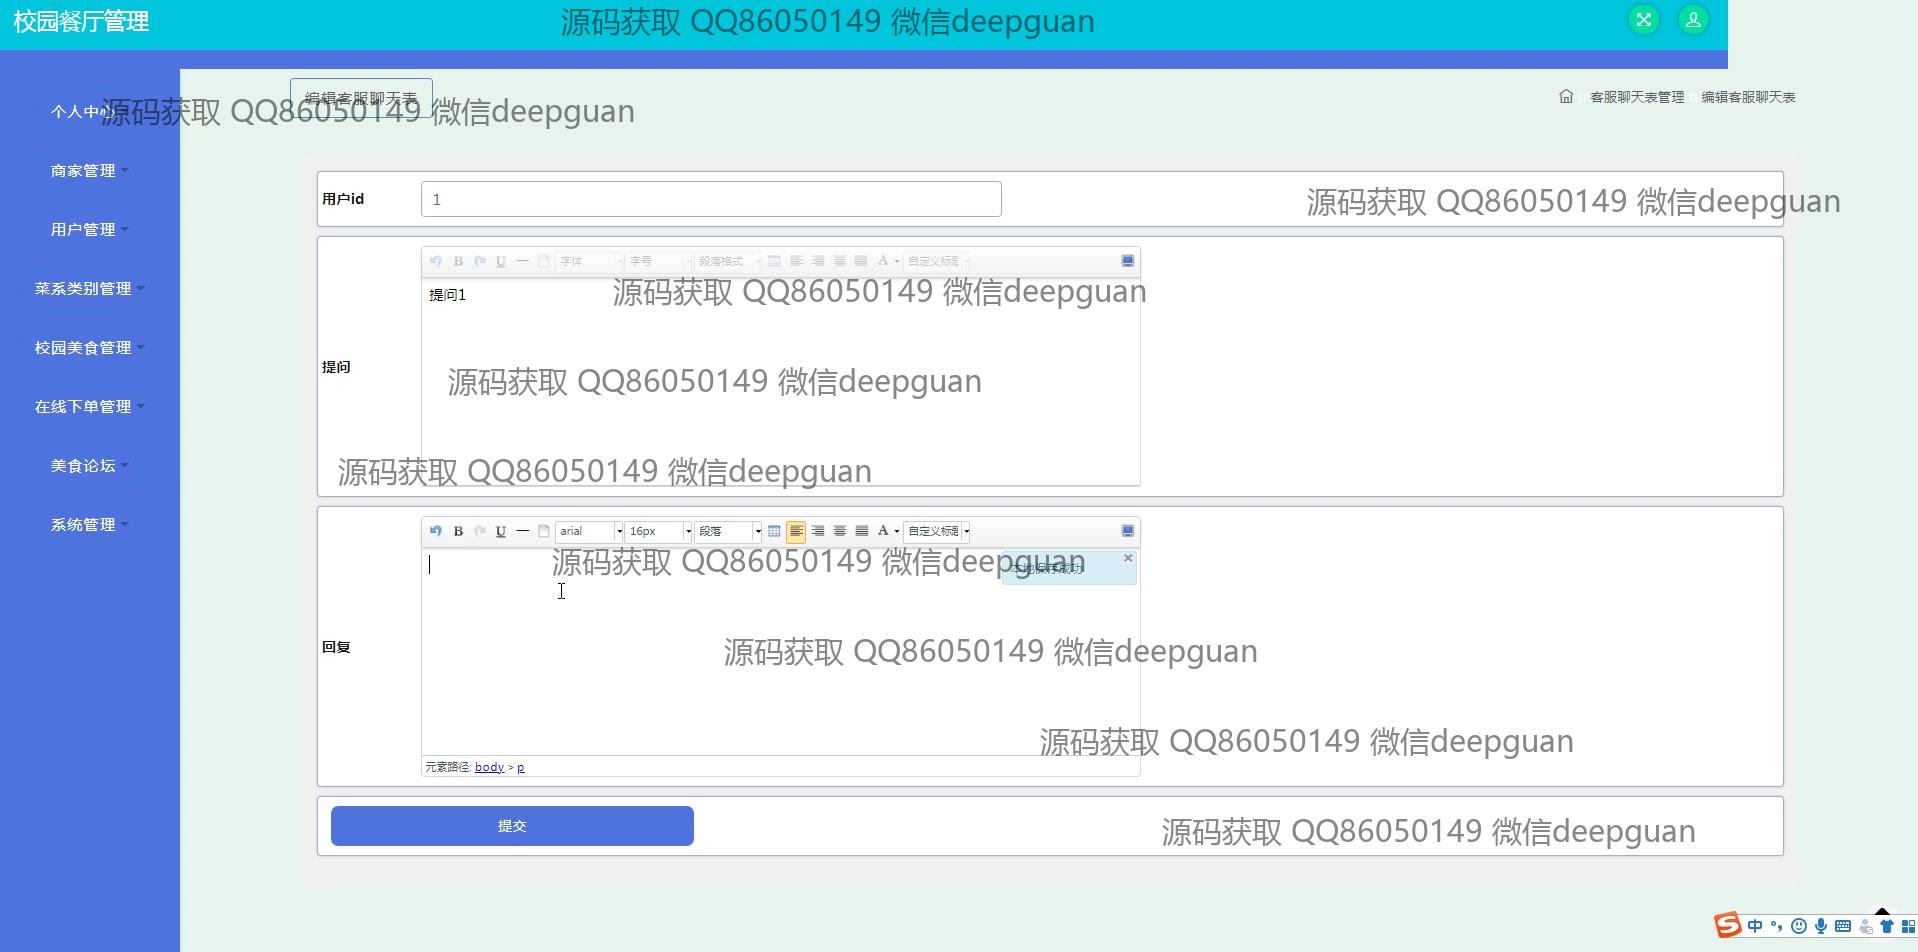 校园餐厅管理
源码获取 QQ86050149 微信deepguan
个人中心
编辑客服聊天表
源码获取 QQ86050149 微信deepguan
客服聊天表管理 编辑客服聊天表
商家管理
用户管理
菜系类别管理
校园美食管理
在线下单管理
美食论坛
系统管理
用户id 1
源码获取 QQ86050149 微信deepguan
B U 字体 字号 段落格式 A 自定义标题
提问1
源码获取 QQ86050149 微信deepguan
提问
源码获取 QQ86050149 微信deepguan
源码获取 QQ86050149 微信deepguan
B U arial 16px 段落 A 自定义标题
源码获取 QQ86050149 微信deepguan
本地保存成功
回复
源码获取 QQ86050149 微信deepguan
源码获取 QQ86050149 微信deepguan
元素路径: body > p
提交
源码获取 QQ86050149 微信deepguan
S 中